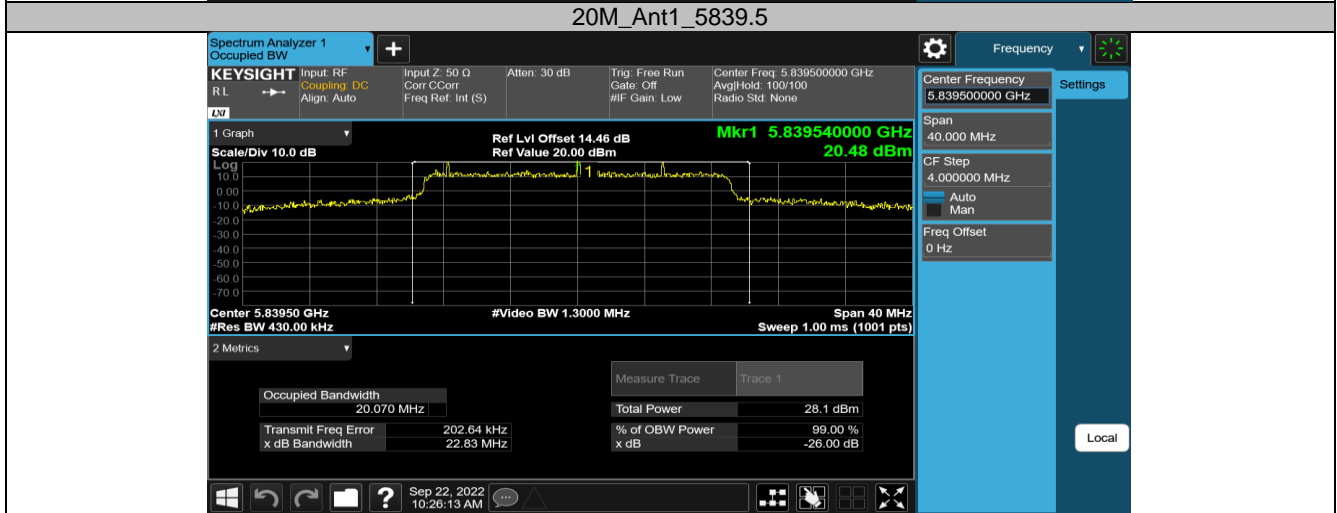 20M_Ant1_5839.5
Spectrum Analyzer 1
Occupied BW
+
Frequency
KEYSIGHT
RL
LXI
Input: RF
Coupling: DC
Align: Auto
Input Z: 50 Ω
Corr CCorr
Freq Ref: Int (S)
Atten: 30 dB
Trig: Free Run
Gate: Off
#IF Gain: Low
Center Freq: 5.839500000 GHz
Avg|Hold: 100/100
Radio Std: None
Center Frequency
5.839500000 GHz
Settings
Span
40.000 MHz
CF Step
4.000000 MHz
Auto
Man
Freq Offset
0 Hz
Local
1 Graph
Scale/Div 10.0 dB
Ref Lvl Offset 14.46 dB
Ref Value 20.00 dBm
Mkr1 5.839540000 GHz
20.48 dBm
Log
10.0
0.00
-10.0
-20.0
-30.0
-40.0
-50.0
-60.0
-70.0
1
Center 5.83950 GHz
#Res BW 430.00 kHz
#Video BW 1.3000 MHz
Span 40 MHz
Sweep 1.00 ms (1001 pts)
2 Metrics
Measure Trace Trace 1
Occupied Bandwidth
20.070 MHz
Total Power 28.1 dBm
Transmit Freq Error 202.64 kHz
% of OBW Power 99.00 %
x dB Bandwidth 22.83 MHz
x dB -26.00 dB
?
Sep 22, 2022
10:26:13 AM